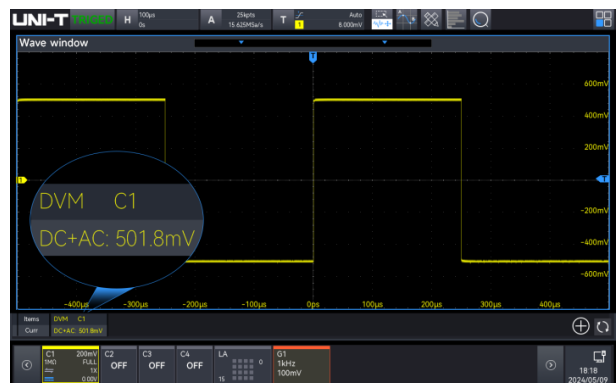 UNI-T TRIGED H 100μs 0s A 25kpts 15.625MSa/s T 1 Auto 8.000mV
Wave window
T
600mV
400mV
200mV
1
T
DVM C1
-200mV
DC+AC: 501.8mV
-400mV
-600mV
-400μs -300μs -200μs -100μs 0ps 100μs 200μs 300μs 400μs
Items DVM C1
Curr DC+AC: 501.8mV
C1 200mV C2 C3 C4 LA G1
1MΩ FULL OFF OFF OFF 0 1kHz
1X 100mV
0.00V 15
18:18
2024/08/09